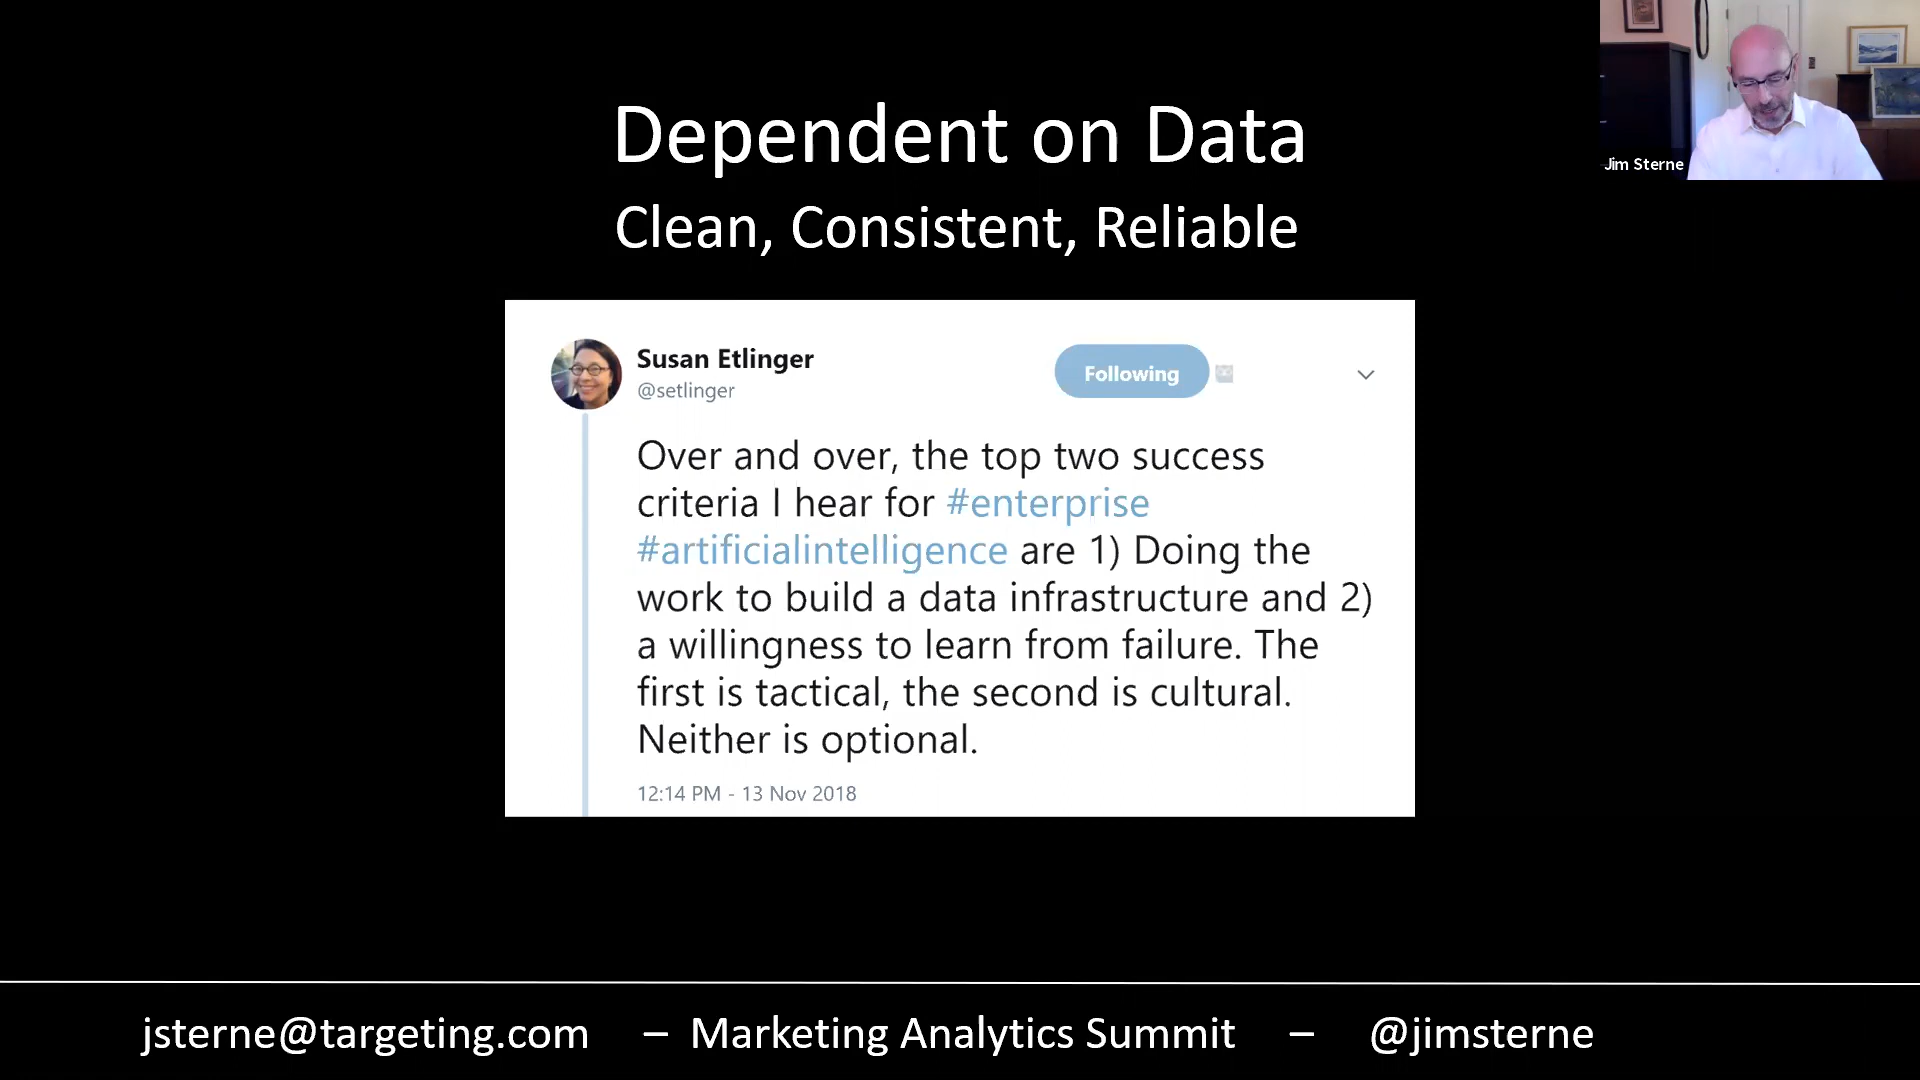 Dependent on Data
Clean, Consistent, Reliable
Jim Sterne
Susan Etlinger
@setlinger
Following
Over and over, the top two success
criteria I hear for #enterprise
#artificialintelligence are 1) Doing the
work to build a data infrastructure and 2)
a willingness to learn from failure. The
first is tactical, the second is cultural.
Neither is optional.
12:14 PM - 13 Nov 2018
jsterne@targeting.com – Marketing Analytics Summit – @jimsterne